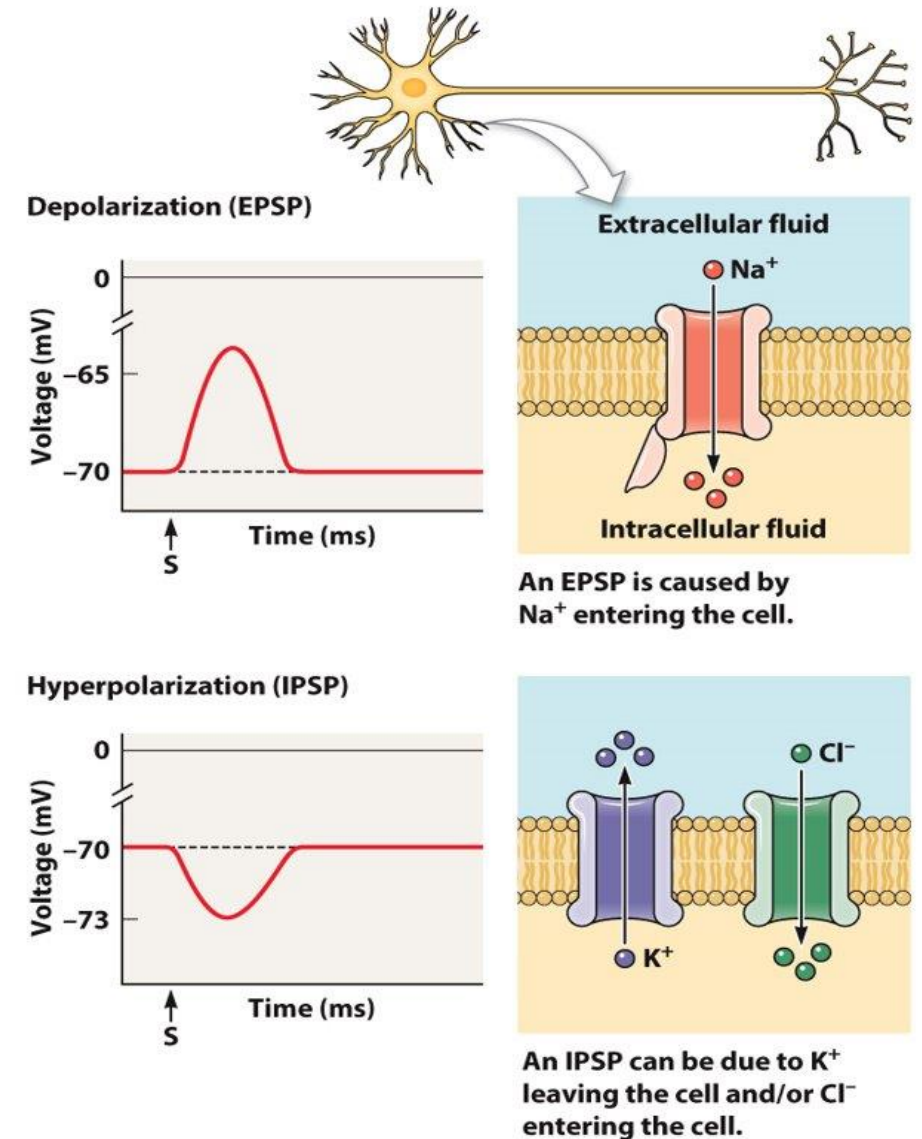 Depolarization (EPSP)
Voltage (mV)
0
–65
–70
S
Time (ms)
Extracellular fluid
Na⁺
Intracellular fluid
An EPSP is caused by
Na⁺ entering the cell.
Hyperpolarization (IPSP)
Voltage (mV)
0
–70
–73
S
Time (ms)
Cl⁻
K⁺
An IPSP can be due to K⁺
leaving the cell and/or Cl⁻
entering the cell.